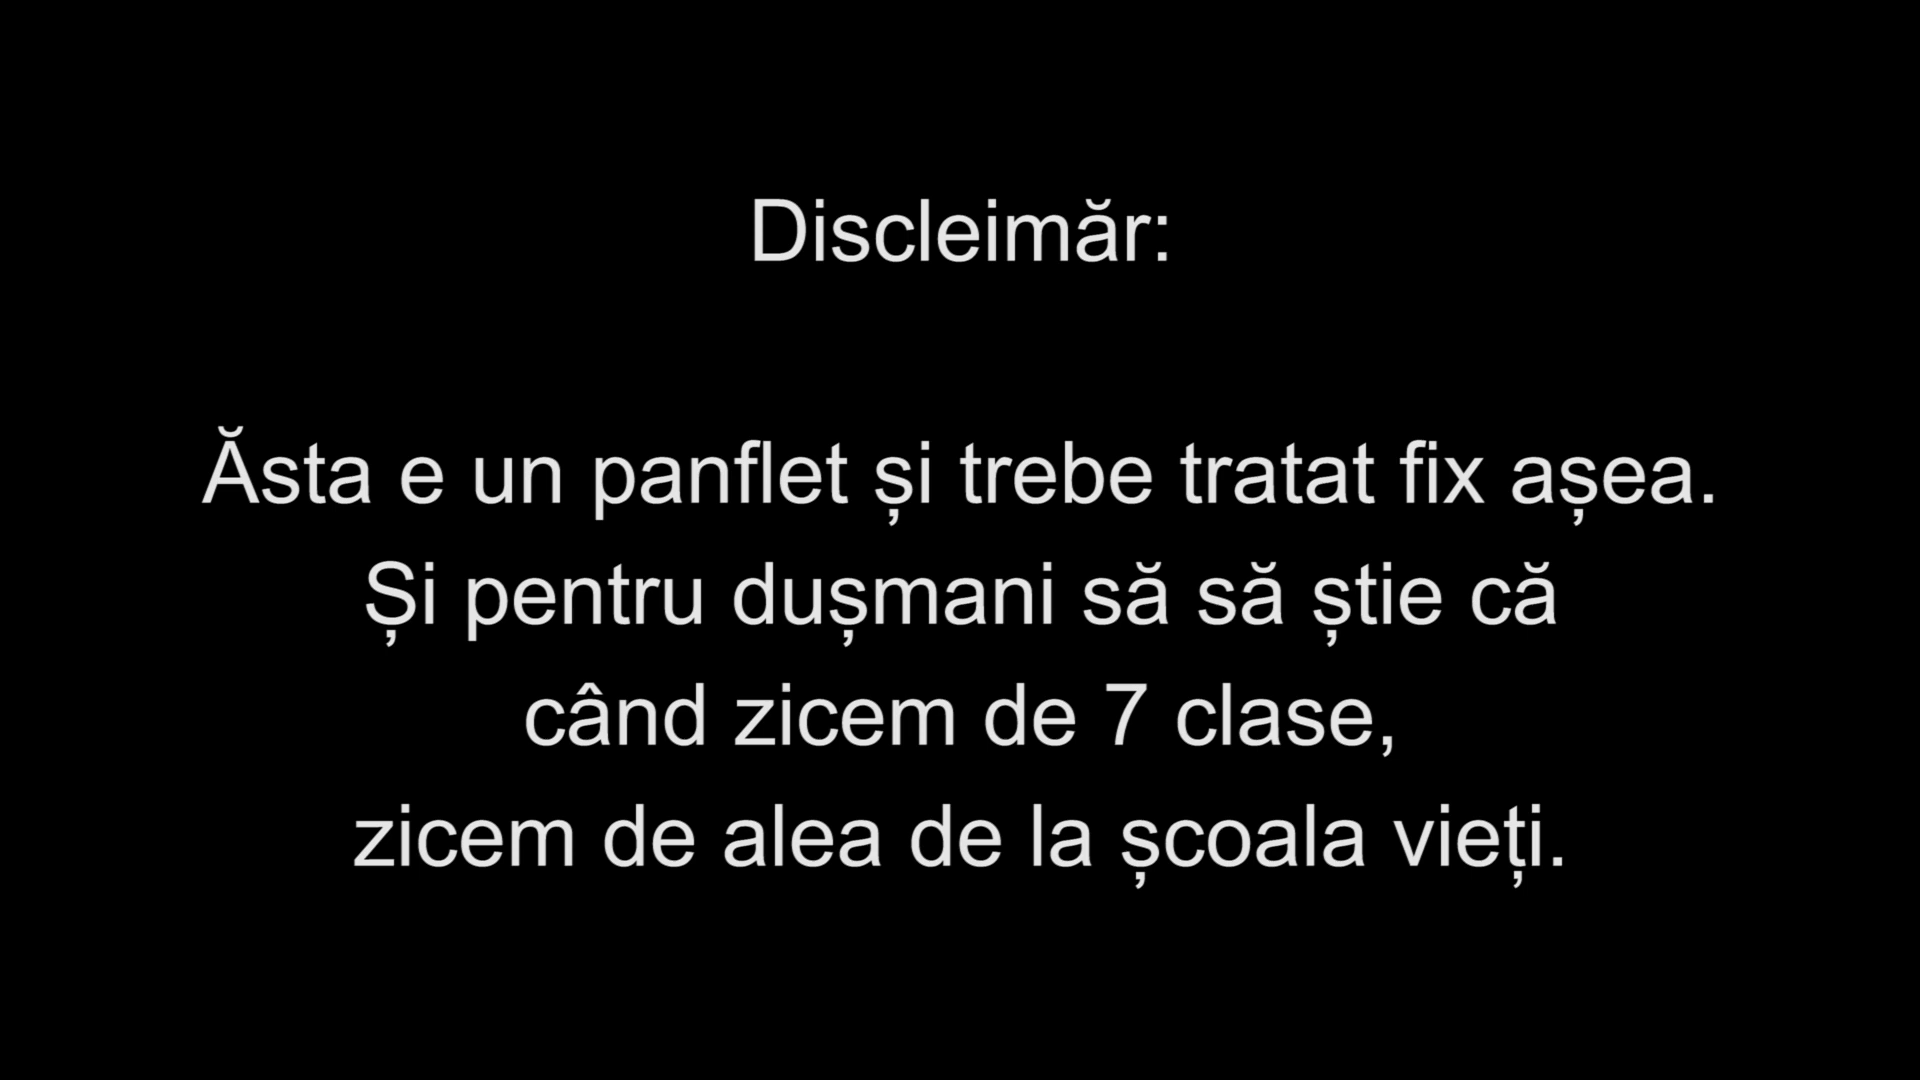 Discleimăr:
Ăsta e un panflet și trebe tratat fix așea.
Și pentru dușmani să să știe că
când zicem de 7 clase,
zicem de alea de la școala vieți.